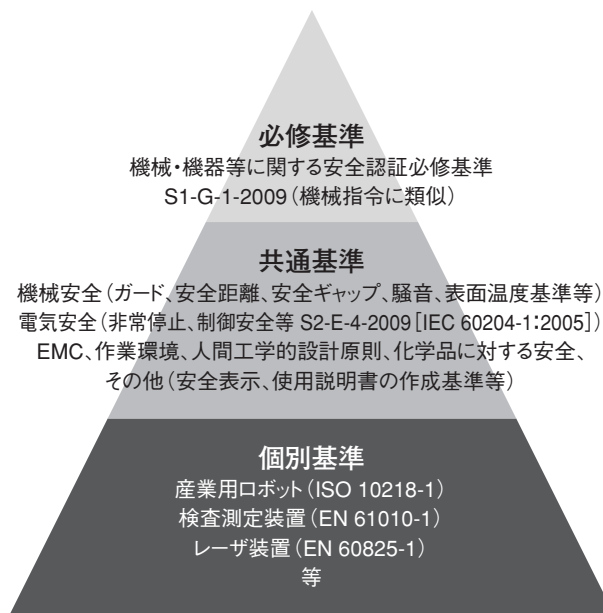 必修基準
機械・機器等に関する安全認証必修基準
S1-G-1-2009（機械指令に類似）
共通基準
機械安全（ガード、安全距離、安全ギャップ、騒音、表面温度基準等）
電気安全（非常停止、制御安全等 S2-E-4-2009［IEC 60204-1：2005］）
EMC、作業環境、人間工学的設計原則、化学品に対する安全、
その他（安全表示、使用説明書の作成基準等）
個別基準
産業用ロボット（ISO 10218-1）
検査測定装置（EN 61010-1）
レーザ装置（EN 60825-1）
等